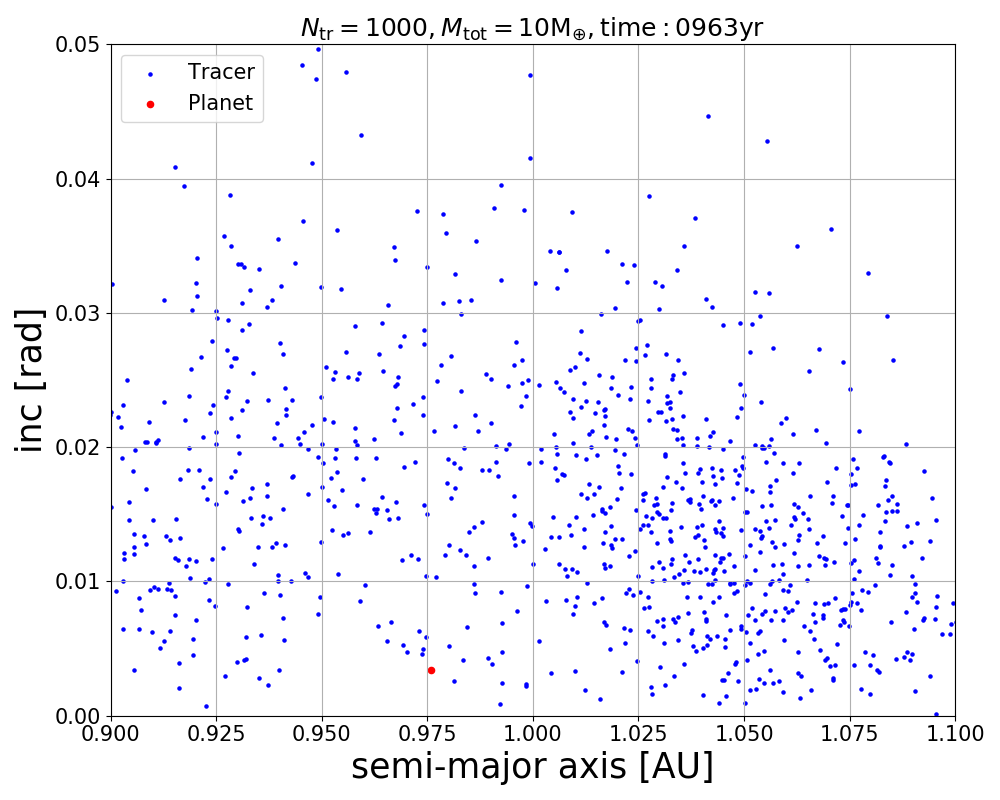 N_tr = 1000, M_tot = 10M_⊕, time : 0963yr
Tracer
Planet
inc [rad]
0.05
0.04
0.03
0.02
0.01
0.00
0.900 0.925 0.950 0.975 1.000 1.025 1.050 1.075 1.100
semi-major axis [AU]